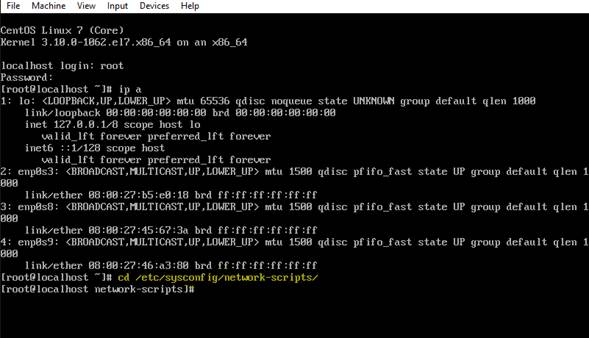 File Machine View Input Devices Help
CentOS Linux 7 (Core)
Kernel 3.10.0-1062.el7.x86_64 on an x86_64
localhost login: root
Password:
[root@localhost ~]# ip a
1: lo: <LOOPBACK,UP,LOWER_UP> mtu 65536 qdisc noqueue state UNKNOWN group default qlen 1000
link/loopback 00:00:00:00:00:00 brd 00:00:00:00:00:00
inet 127.0.0.1/8 scope host lo
valid_lft forever preferred_lft forever
inet6 ::1/128 scope host
valid_lft forever preferred_lft forever
2: enp0s3: <BROADCAST,MULTICAST,UP,LOWER_UP> mtu 1500 qdisc pfifo_fast state UP group default qlen 1
000
link/ether 08:00:27:b5:e0:18 brd ff:ff:ff:ff:ff:ff
3: enp0s8: <BROADCAST,MULTICAST,UP,LOWER_UP> mtu 1500 qdisc pfifo_fast state UP group default qlen 1
000
link/ether 08:00:27:45:67:3a brd ff:ff:ff:ff:ff:ff
4: enp0s9: <BROADCAST,MULTICAST,UP,LOWER_UP> mtu 1500 qdisc pfifo_fast state UP group default qlen 1
000
link/ether 08:00:27:46:a3:80 brd ff:ff:ff:ff:ff:ff
[root@localhost ~]# cd /etc/sysconfig/network-scripts/
[root@localhost network-scripts]#